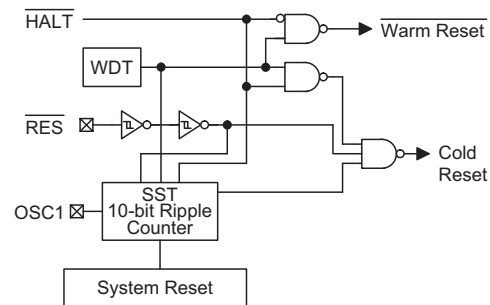 HALT
Warm Reset
WDT
RES
Cold
Reset
SST
10-bit Ripple
Counter
OSC1
System Reset